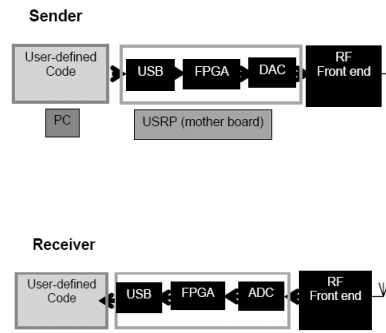 Sender
User-defined
Code
USB
FPGA
DAC
RF
Front end
PC
USRP (mother board)
Receiver
User-defined
Code
USB
FPGA
ADC
RF
Front end